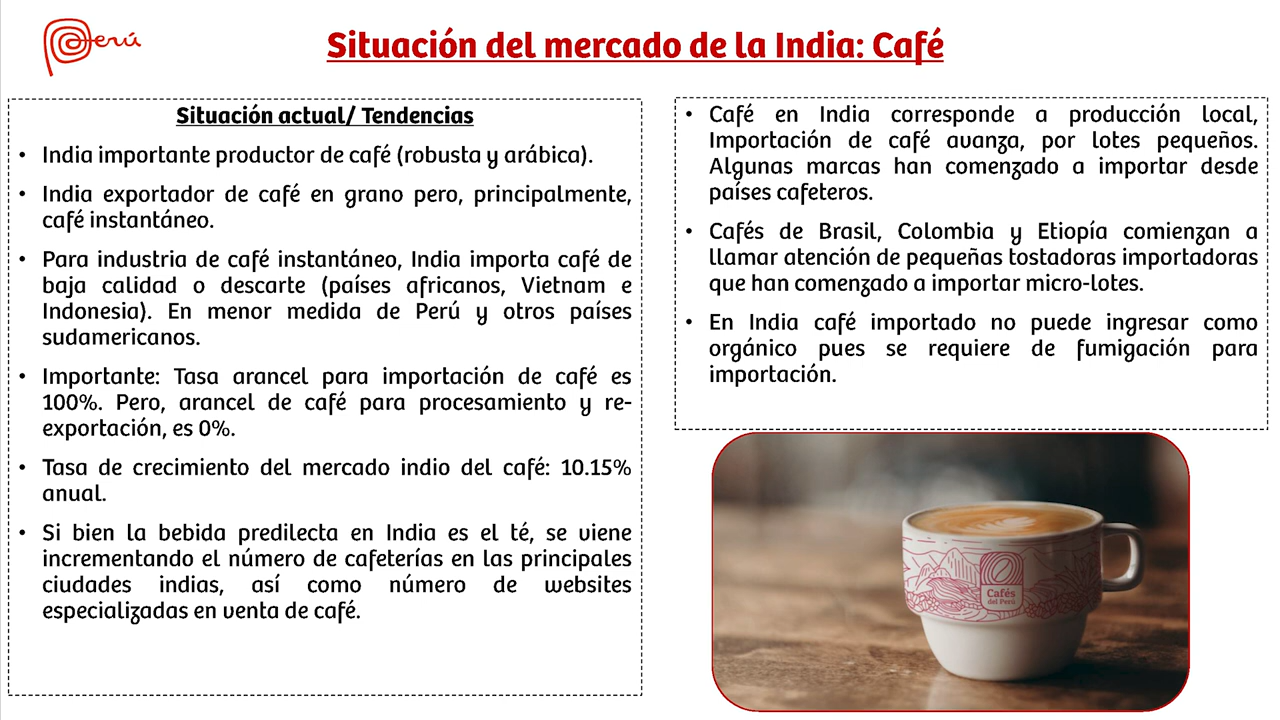 Perú
Situación del mercado de la India: Café
Situación actual/ Tendencias
• India importante productor de café (robusta y arábica).
• India exportador de café en grano pero, principalmente,
café instantáneo.
• Para industria de café instantáneo, India importa café de
baja calidad o descarte (países africanos, Vietnam e
Indonesia). En menor medida de Perú y otros países
sudamericanos.
• Importante: Tasa arancel para importación de café es
100%. Pero, arancel de café para procesamiento y re-
exportación, es 0%.
• Tasa de crecimiento del mercado indio del café: 10.15%
anual.
• Si bien la bebida predilecta en India es el té, se viene
incrementando el número de cafeterías en las principales
ciudades indias, así como número de websites
especializadas en venta de café.
• Café en India corresponde a producción local,
Importación de café avanza, por lotes pequeños.
Algunas marcas han comenzado a importar desde
países cafeteros.
• Cafés de Brasil, Colombia y Etiopía comienzan a
llamar atención de pequeñas tostadoras importadoras
que han comenzado a importar micro-lotes.
• En India café importado no puede ingresar como
orgánico pues se requiere de fumigación para
importación.
Cafés
del Perú